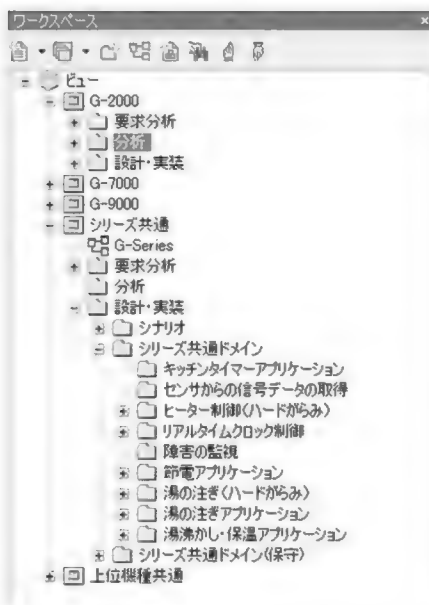 ワークスペース
ビュー
G-2000
要求分析
分析
設計・実装
G-7000
G-9000
シリーズ共通
G-Series
要求分析
分析
設計・実装
シナリオ
シリーズ共通ドメイン
キッチンタイマーアプリケーション
センサからの信号データの取得
ヒーター制御(ハードがらみ)
リアルタイムクロック制御
障害の監視
節電アプリケーション
湯の注ぎ(ハードがらみ)
湯の注ぎアプリケーション
湯沸かし・保温アプリケーション
シリーズ共通ドメイン((保守)
上位機種共通